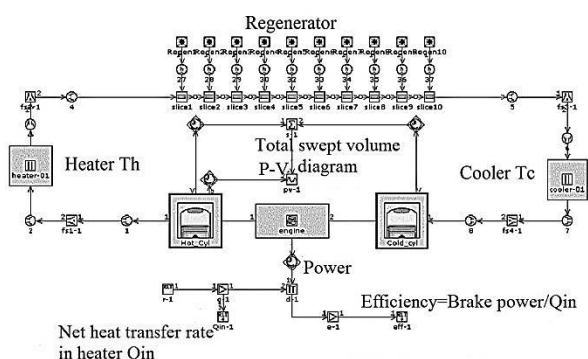 Regenerator
Regen1 Regen2 Regen3 Regen4 Regen5 Regen6 Regen7 Regen8 Regen9 Regen10
27 28 29 30 32 33 34 35 36 37
slice1 slice2 slice3 slice4 slice5 slice6 slice7 slice8 slice9 slice10
4
5
Heater Th
Total swept volume
P-V diagram
pv-1
Cooler Tc
heater-01
cooler-01
2 fs1-1 1
Hot_Cyl
engine
Cold_cyl
8 fs4-1 7
Power
r-1
d-1
Efficiency=Brake power/Qin
Qin-1
e-1
eff-1
Net heat transfer rate
in heater Qin